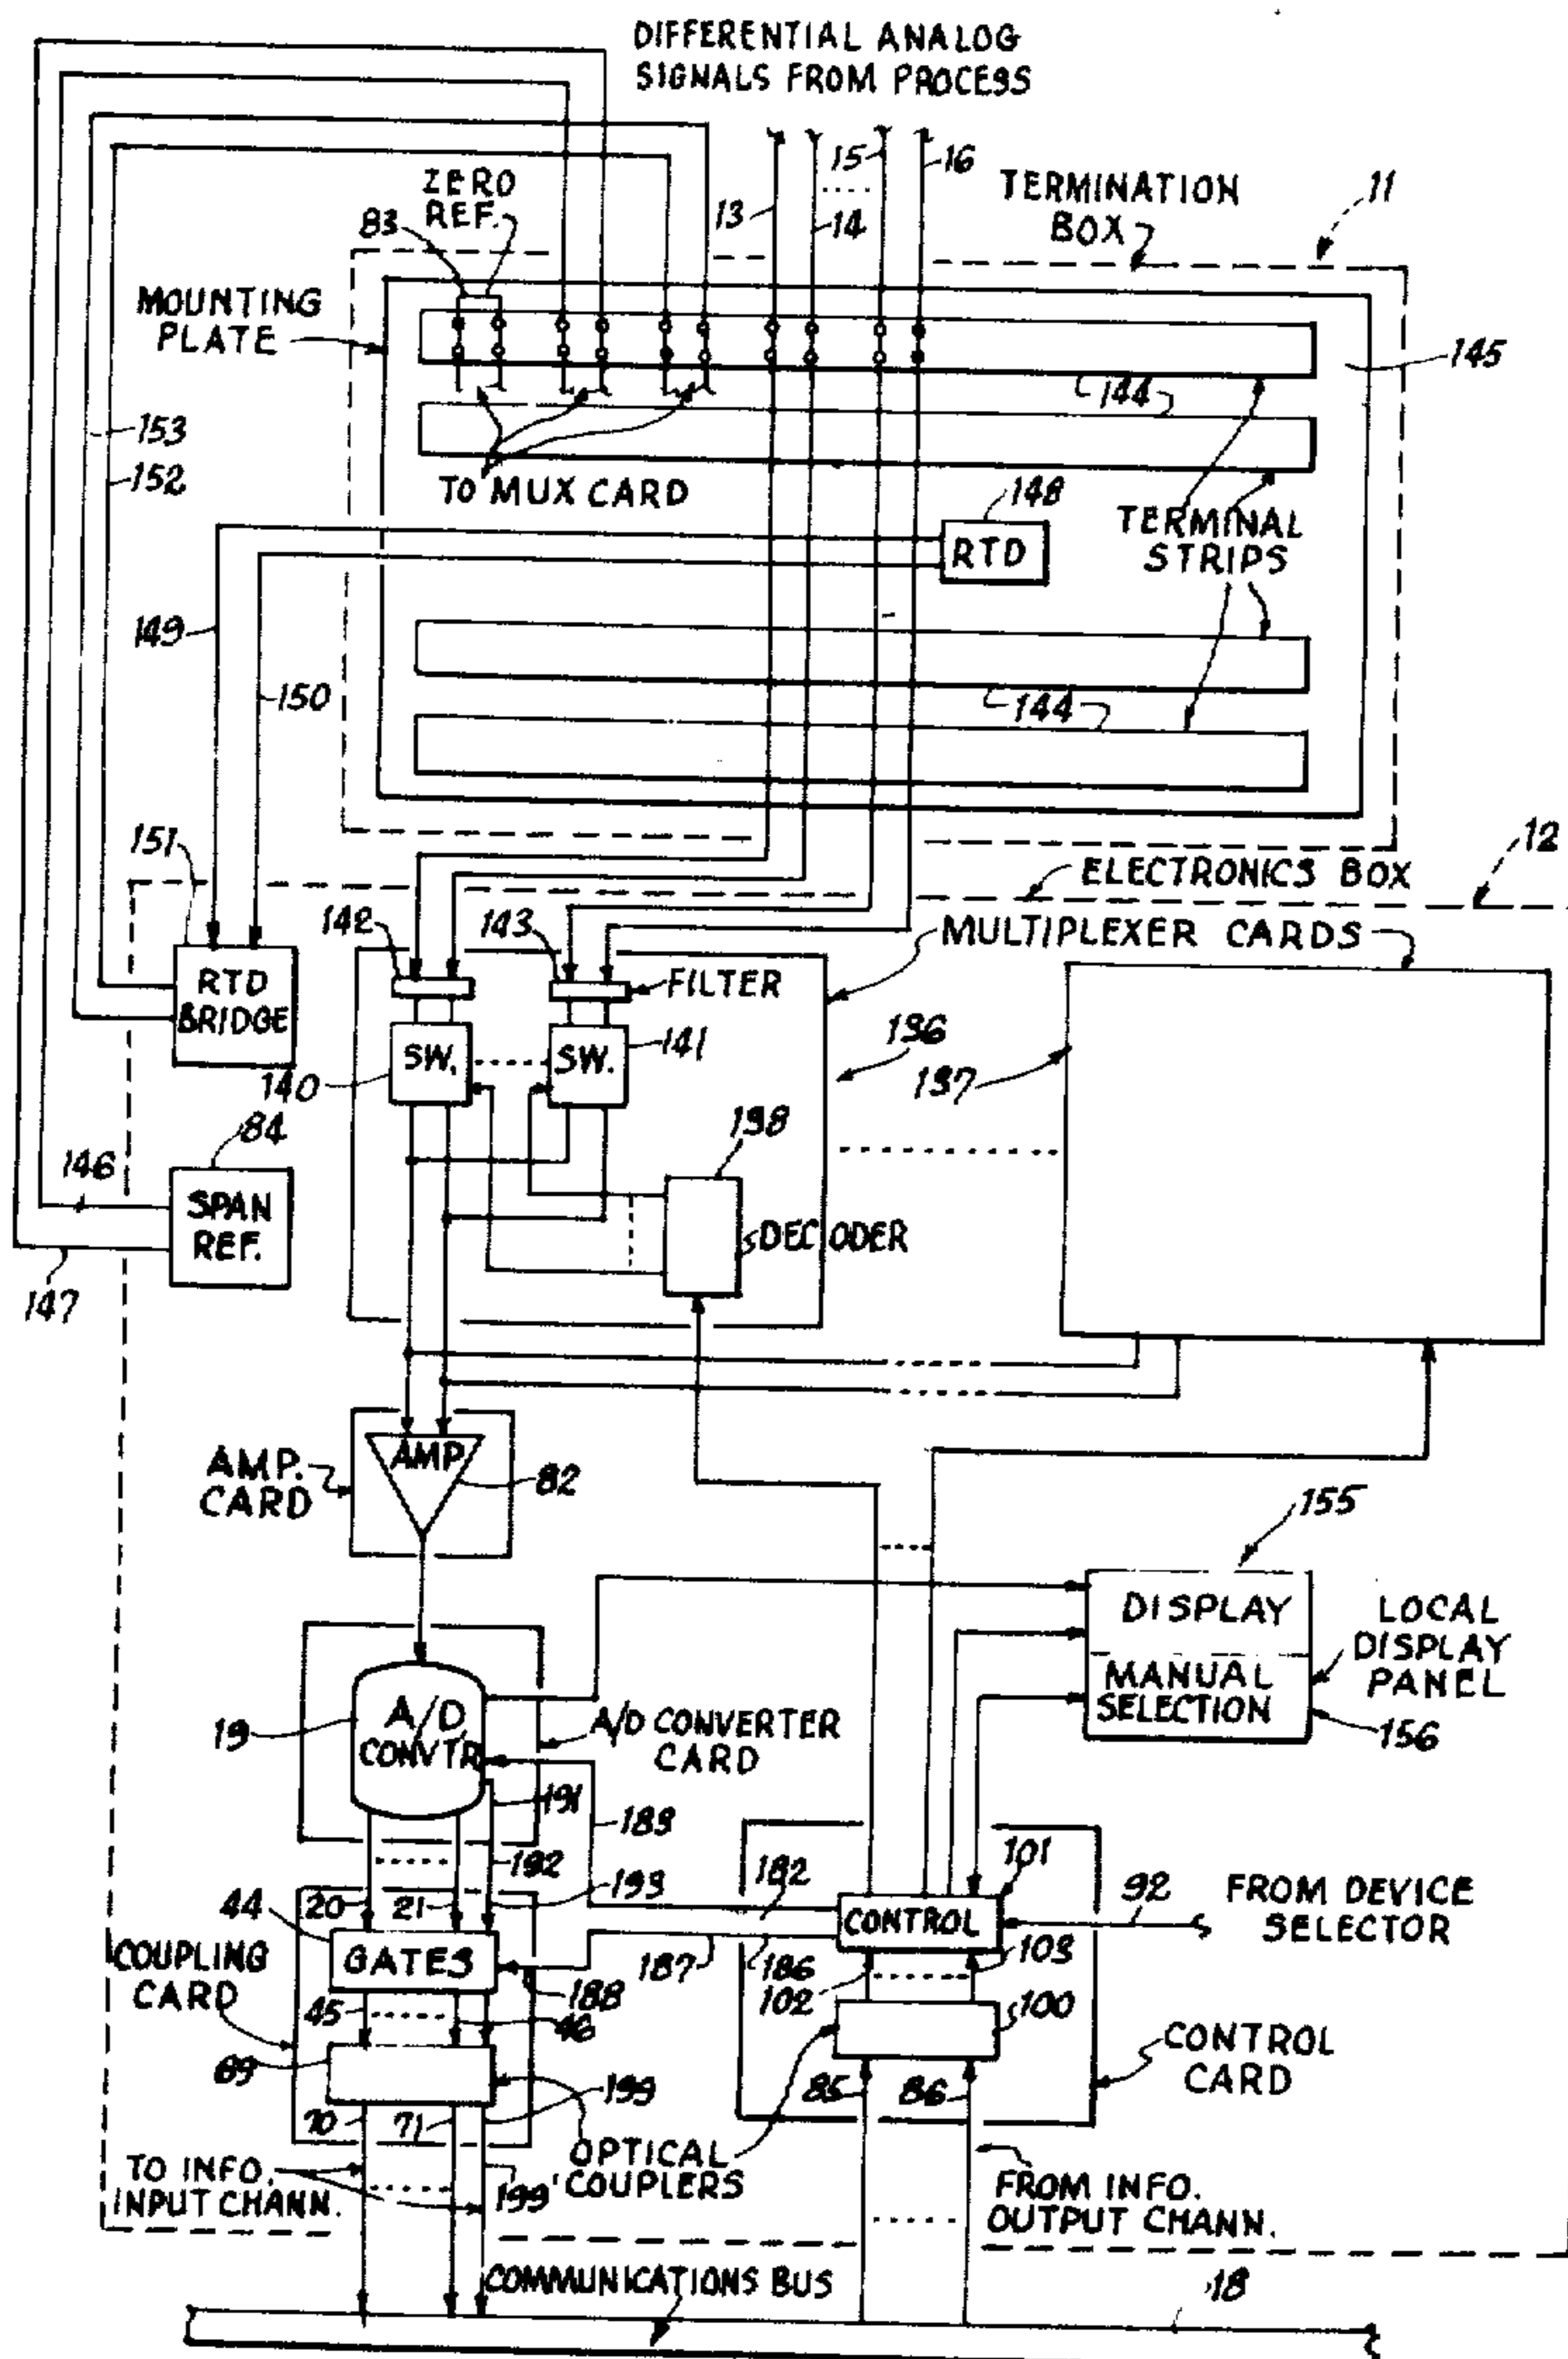 DIFFERENTIAL ANALOG
SIGNALS FROM PROCESS
ZERO
REF.
83
13
14
15
16
TERMINATION
BOX
11
MOUNTING
PLATE
145
144
153
152
TO MUX CARD
148
RTD
TERMINAL
STRIPS
149
150
144
151
12
ELECTRONICS BOX
142
143
MULTIPLEXER CARDS
RTD
BRIDGE
FILTER
SW.
SW.
141
140
136
137
138
84
146
SPAN
REF.
DECODER
147
AMP.
CARD
AMP
82
155
DISPLAY
MANUAL
SELECTION
LOCAL
DISPLAY
PANEL
156
19
A/D
CONVTR
A/D CONVERTER
CARD
191
183
192
193
182
101
92
FROM DEVICE
SELECTOR
44
20
21
CONTROL
COUPLING
CARD
GATES
187
186
188
103
102
100
45
46
89
CONTROL
CARD
199
85
86
70
71
OPTICAL
COUPLERS
TO INFO.
INPUT CHANN.
199'
FROM INFO.
OUTPUT CHANN.
COMMUNICATIONS BUS
18